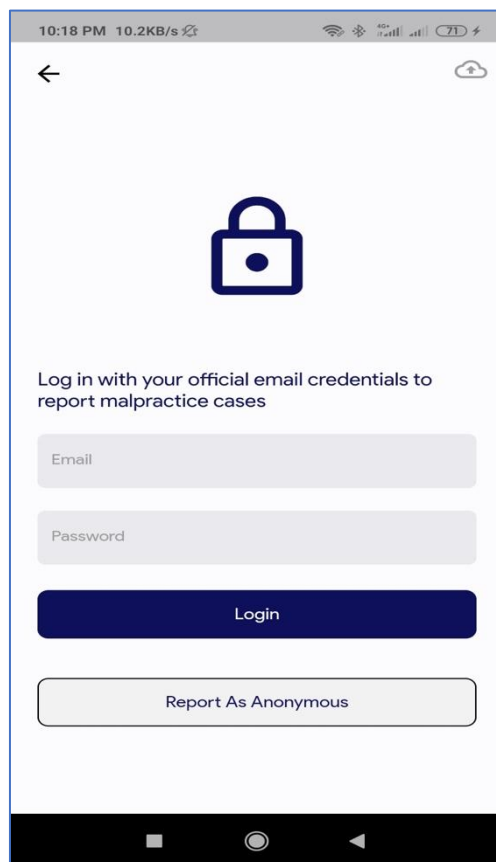 10:18 PM 10.2KB/s 4G+ 71
Log in with your official email credentials to
report malpractice cases
Email
Password
Login
Report As Anonymous